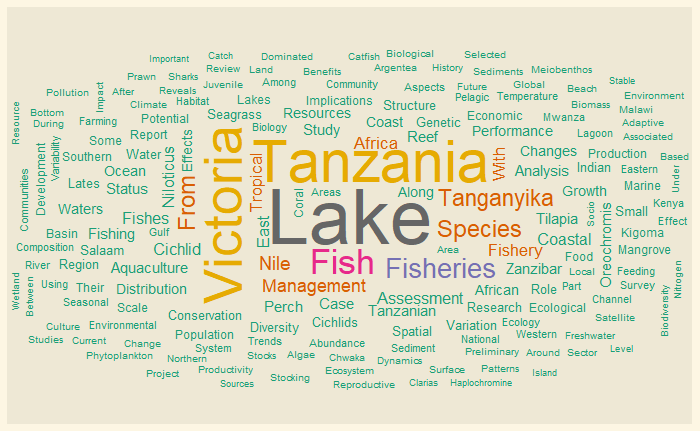 Important Catch Dominated Catfish Biological Selected
Prawn Sharks Review Land Benefits Argentea History Sediments Meiobenthos
Pollution Impact After Reveals Juvenile Among Community Aspects Future Global Beach Stable
Resource Bottom Climate Habitat Lakes Implications Structure Pelagic Temperature Biomass Environment
During Farming Potential Seagrass Resources Coast Genetic Economic Mwanza Malawi Adaptive
Variability Some Report Effects Biology Study Reef Performance Lagoon Associated
Development Southern Water Niloticus Victoria Tropical Africa Tanzania With Changes Production Based
Communities Ocean Analysis Indian Eastern Under
Lates Status From Coral Areas Along Tanganyika Growth Marine
Waters Fishes East Lake Species Tilapia Socio Oreochromis Small Kenya
Basin Fishing Gulf Coastal Kigoma Effect
Composition Salaam Cichlid Area Fishery Food Mangrove
River Region Aquaculture Nile Fish Fisheries Zanzibar Local Feeding
Wetland Between Using Their Distribution Management African Role Part Survey Nitrogen
Seasonal Scale Perch Case Assessment Research Ecological Channel Biodiversity
Conservation Tanzanian Satellite
Culture Environmental Population Diversity Cichlids Spatial Variation Ecology Western Freshwater
Studies Current Change System Trends Abundance Sediment National
Phytoplankton Northern Stocks Algae Chwaka Dynamics Preliminary Around Sector Level
Project Productivity Stocking Ecosystem Surface Patterns Island
Sources Reproductive Clarias Haplochromine